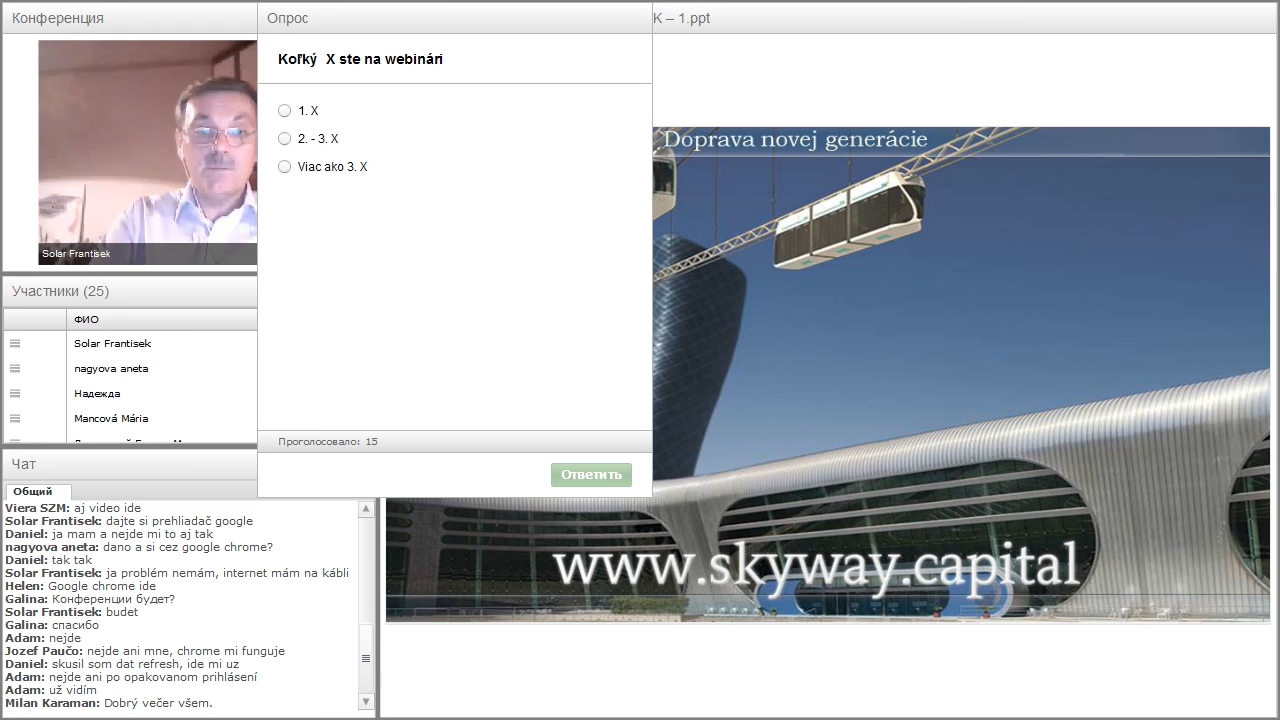 Конференция
Solar Frantisek
Участники (25)
ФИО
Solar Frantisek
nagyova aneta
Надежда
Mancová Mária
Чат
Общий
Viera SZM: aj video ide
Solar Frantisek: dajte si prehliadač google
Daniel: ja mam a nejde mi to aj tak
nagyova aneta: dano a si cez google chrome?
Daniel: tak tak
Solar Frantisek: ja problém nemám, internet mám na kábli
Helen: Google chrome ide
Galina: Конференции будет?
Solar Frantisek: budet
Galina: спасибо
Adam: nejde
Jozef Paučo: nejde ani mne, chrome mi funguje
Daniel: skusil som dat refresh, ide mi uz
Adam: nejde ani po opakovanom prihlásení
Adam: už vidím
Milan Karaman: Dobrý večer všem.
Опрос
Koľký  X ste na webinári
1. X
2. - 3. X
Viac ako 3. X
Проголосовало: 15
Ответить
K – 1.ppt
Doprava novej generácie
www.skyway.capital